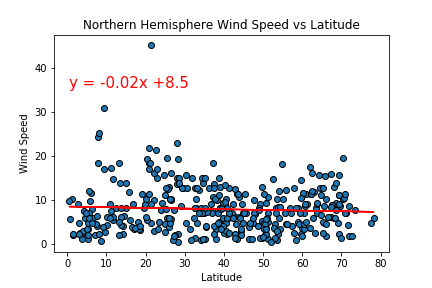 Northern Hemisphere Wind Speed vs Latitude
y = -0.02x +8.5
Wind Speed
40
30
20
10
0
0 10 20 30 40 50 60 70 80
Latitude